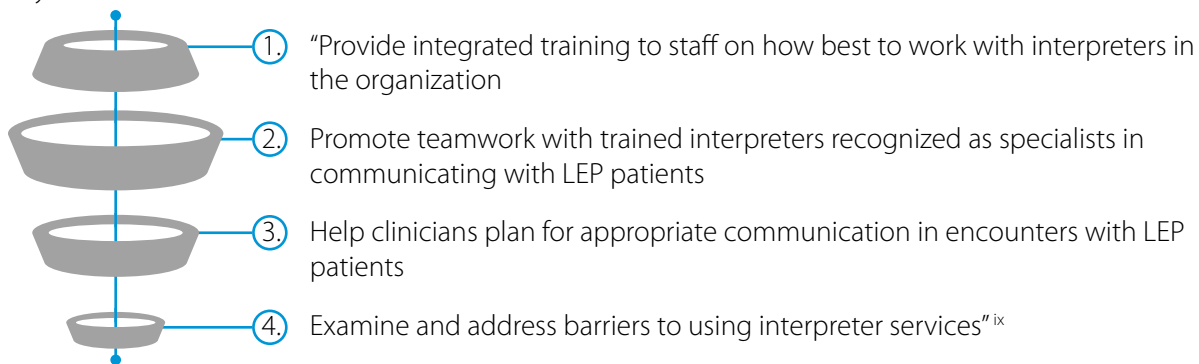 1. “Provide integrated training to staff on how best to work with interpreters in
the organization
2. Promote teamwork with trained interpreters recognized as specialists in
communicating with LEP patients
3. Help clinicians plan for appropriate communication in encounters with LEP
patients
4. Examine and address barriers to using interpreter services” ix